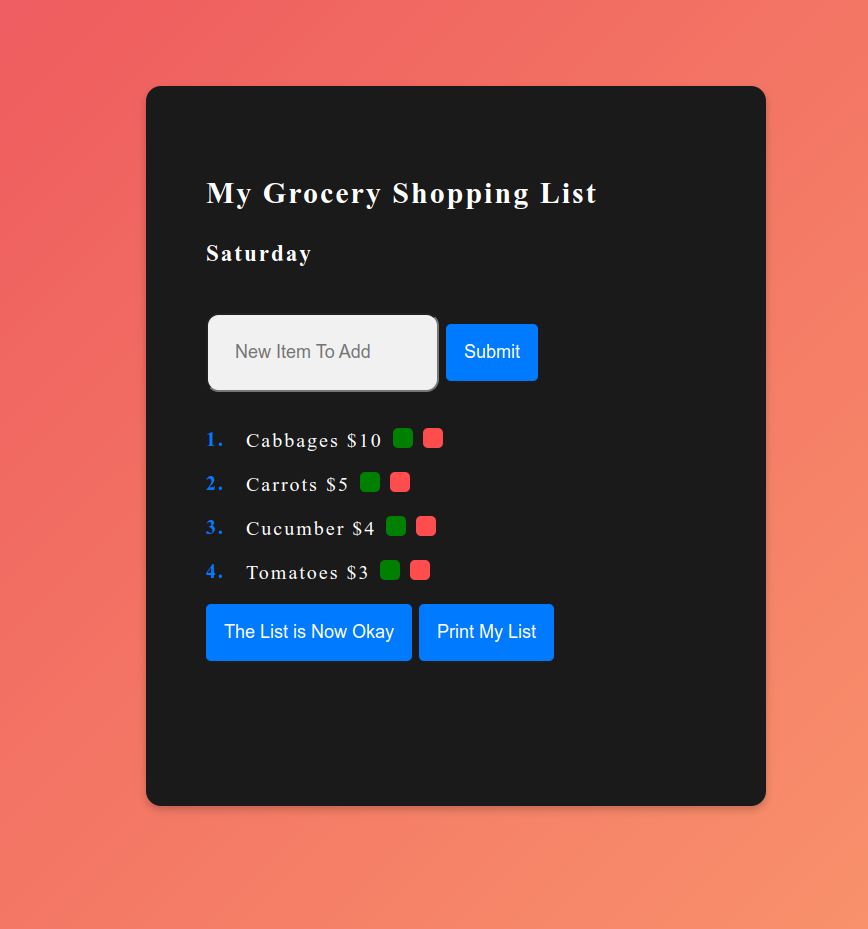 My Grocery Shopping List
Saturday
New Item To Add Submit
1. Cabbages $10
2. Carrots $5
3. Cucumber $4
4. Tomatoes $3
The List is Now Okay Print My List